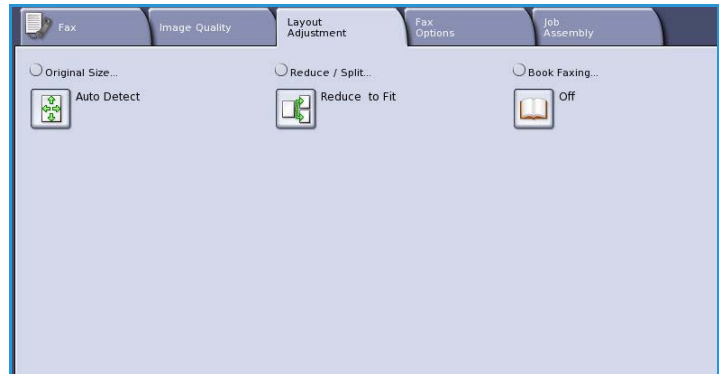 Fax
Image Quality
Layout
Adjustment
Fax
Options
Job
Assembly
Original Size...
Auto Detect
Reduce / Split...
Reduce to Fit
Book Faxing...
Off